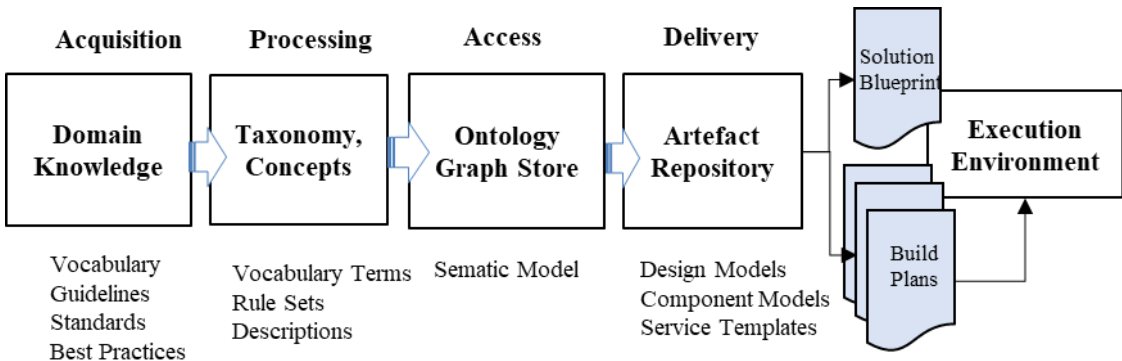 Acquisition
Processing
Access
Delivery
Domain
Knowledge
Taxonomy,
Concepts
Ontology
Graph Store
Artefact
Repository
Solution
Blueprint
Execution
Environment
Build
Plans
Vocabulary
Guidelines
Standards
Best Practices
Vocabulary Terms
Rule Sets
Descriptions
Sematic Model
Design Models
Component Models
Service Templates